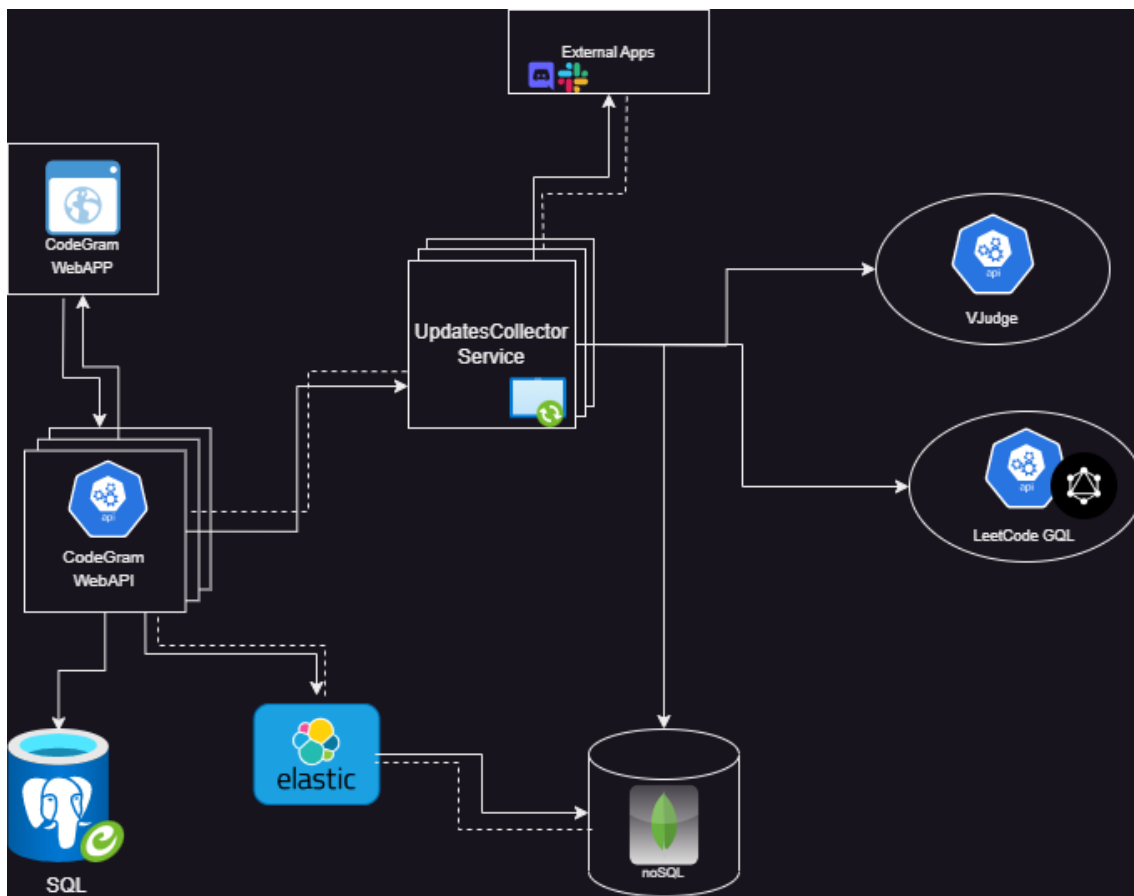 External Apps
CodeGram
WebAPP
UpdatesCollector
Service
api
VJudge
api
LeetCode GQL
api
CodeGram
WebAPI
elastic
SQL
noSQL